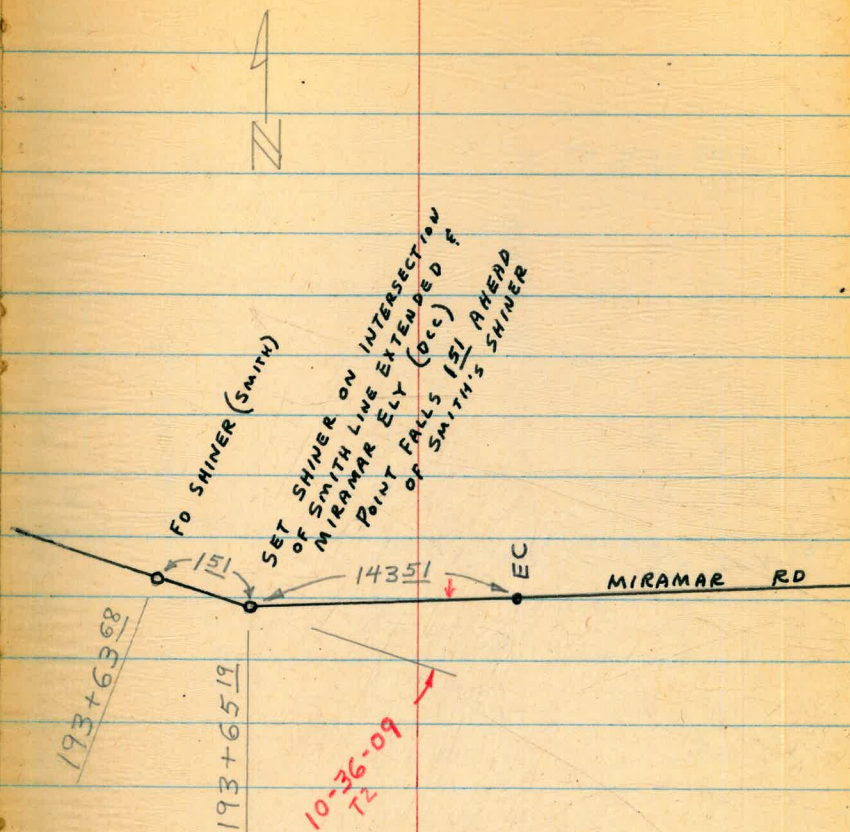 N
FD SHINER (SMITH)
SET SHINER ON INTERSECTION
OF SMITH LINE EXTENDED &
MIRAMAR ELY (OCC)
POINT FALLS 1 51 AHEAD
OF SMITH'S SHINER
1 51
143 51
EC
MIRAMAR RD
193+63 68
193+65 19
10-36-09
T2